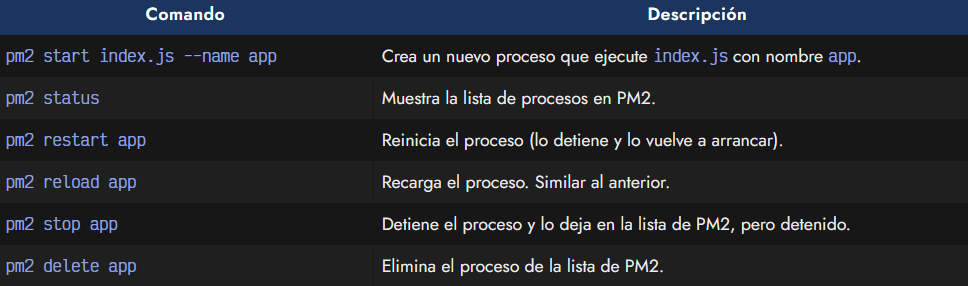 Comando Descripción
pm2 start index.js --name app Crea un nuevo proceso que ejecute index.js con nombre app.
pm2 status Muestra la lista de procesos en PM2.
pm2 restart app Reinicia el proceso (lo detiene y lo vuelve a arrancar).
pm2 reload app Recarga el proceso. Similar al anterior.
pm2 stop app Detiene el proceso y lo deja en la lista de PM2, pero detenido.
pm2 delete app Elimina el proceso de la lista de PM2.